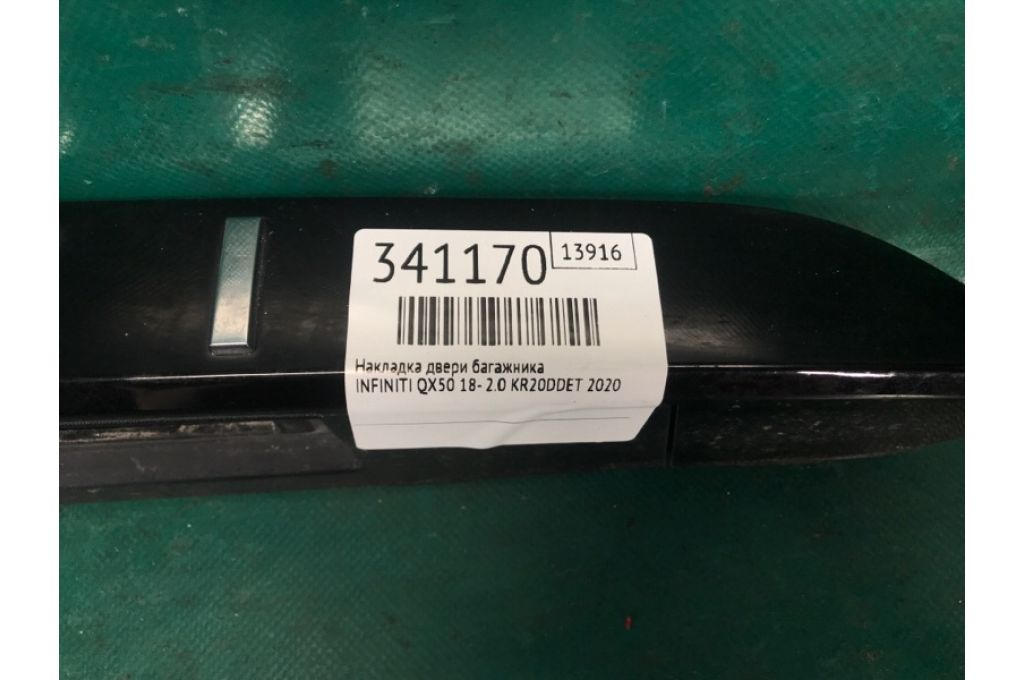 341170
13916
Накладка двери багажника
INFINITI QX50 18- 2.0 KR20DDET 2020